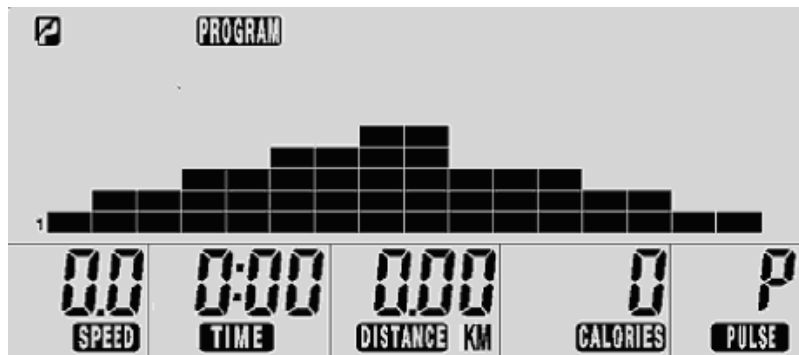 PROGRAM
1
0.0 0:00 0.00 0 P
SPEED TIME DISTANCE KM CALORIES PULSE